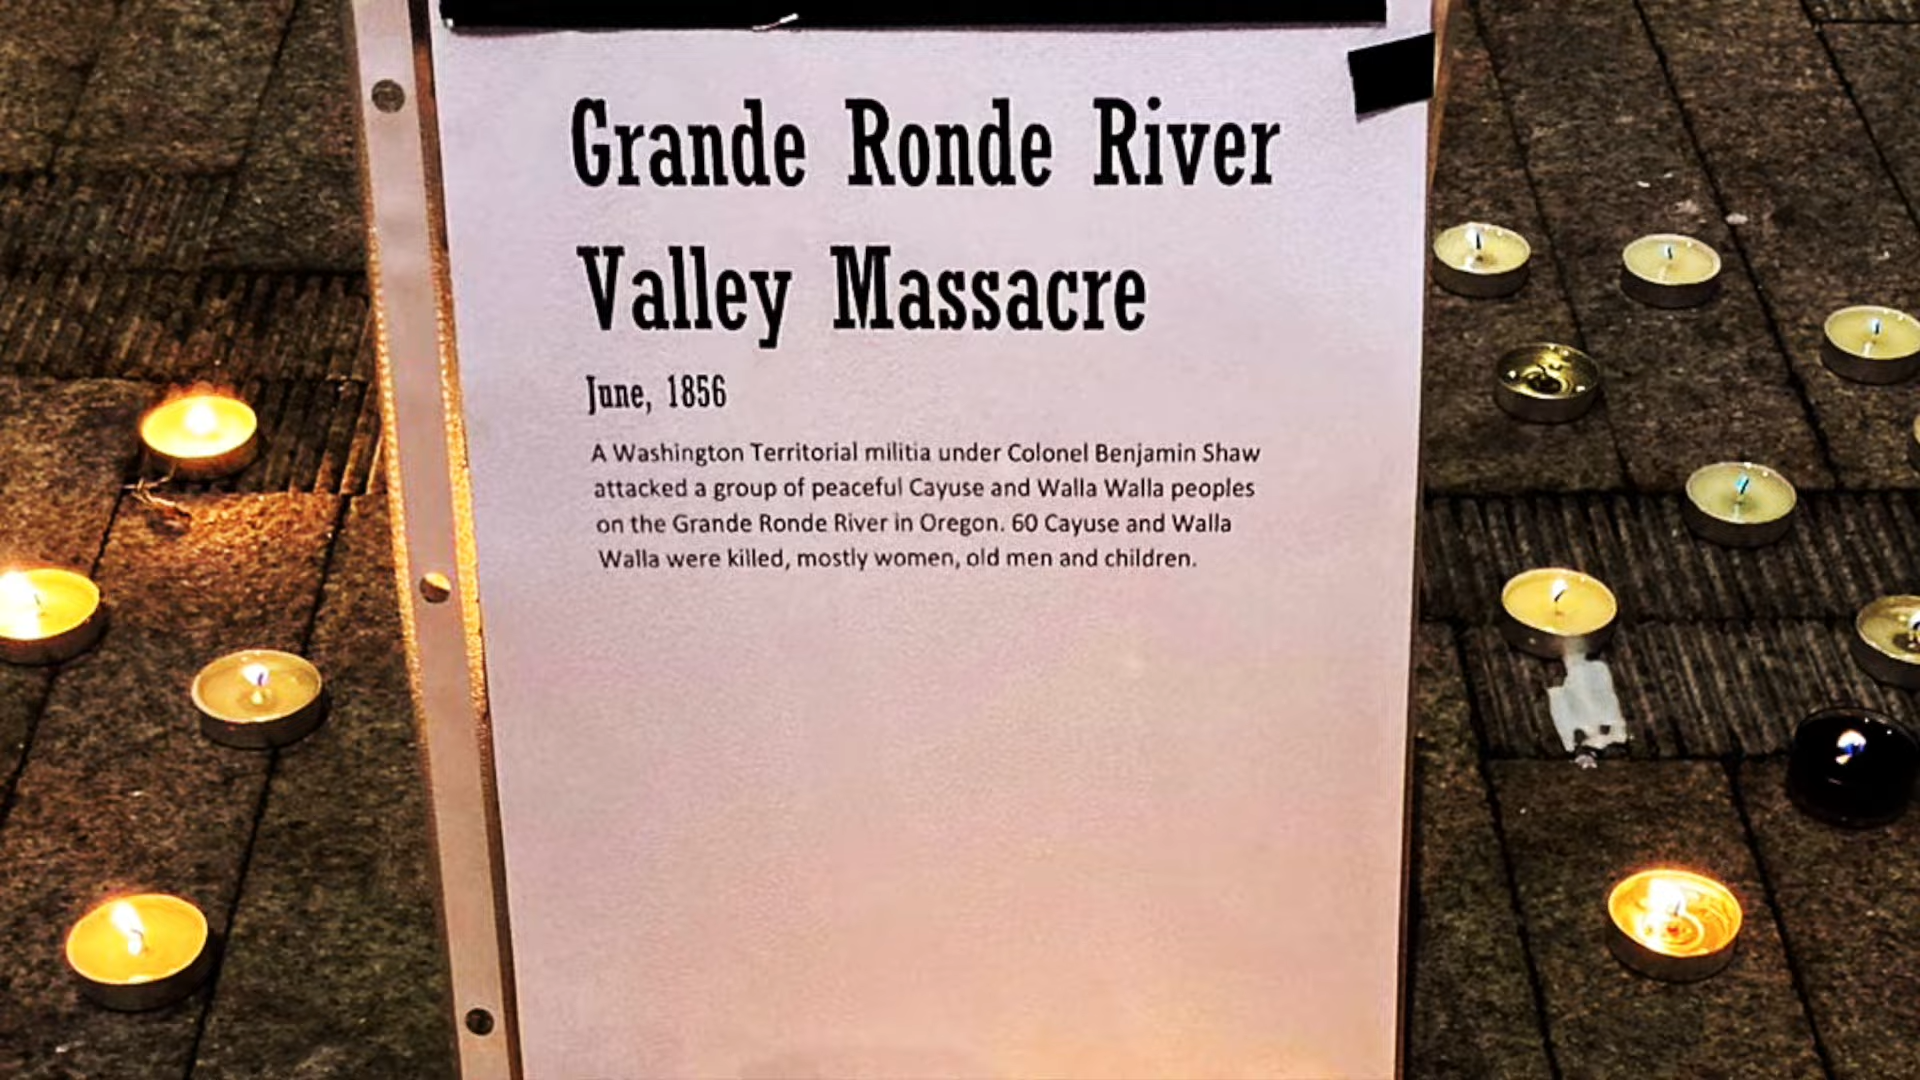 Grande Ronde River
Valley Massacre
June, 1856
A Washington Territorial militia under Colonel Benjamin Shaw
attacked a group of peaceful Cayuse and Walla Walla peoples
on the Grande Ronde River in Oregon. 60 Cayuse and Walla
Walla were killed, mostly women, old men and children.